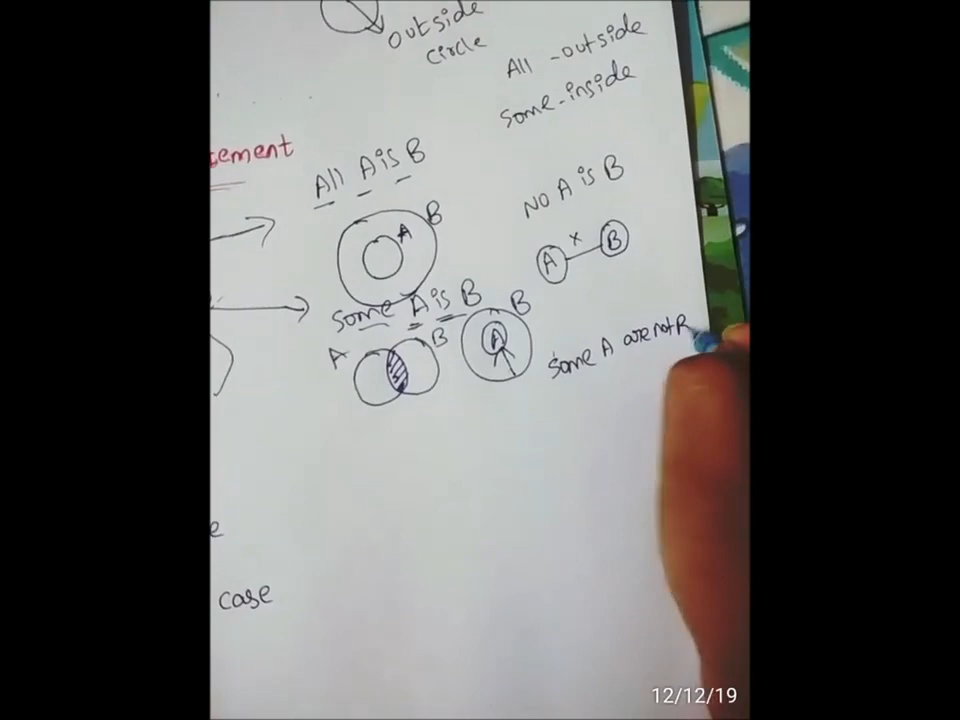 outside
circle
All -outside
Some-inside
All A is B
B
A
NO A is B
A x B
Some A is B
A B
B
A
Some A are not
case
12/12/19